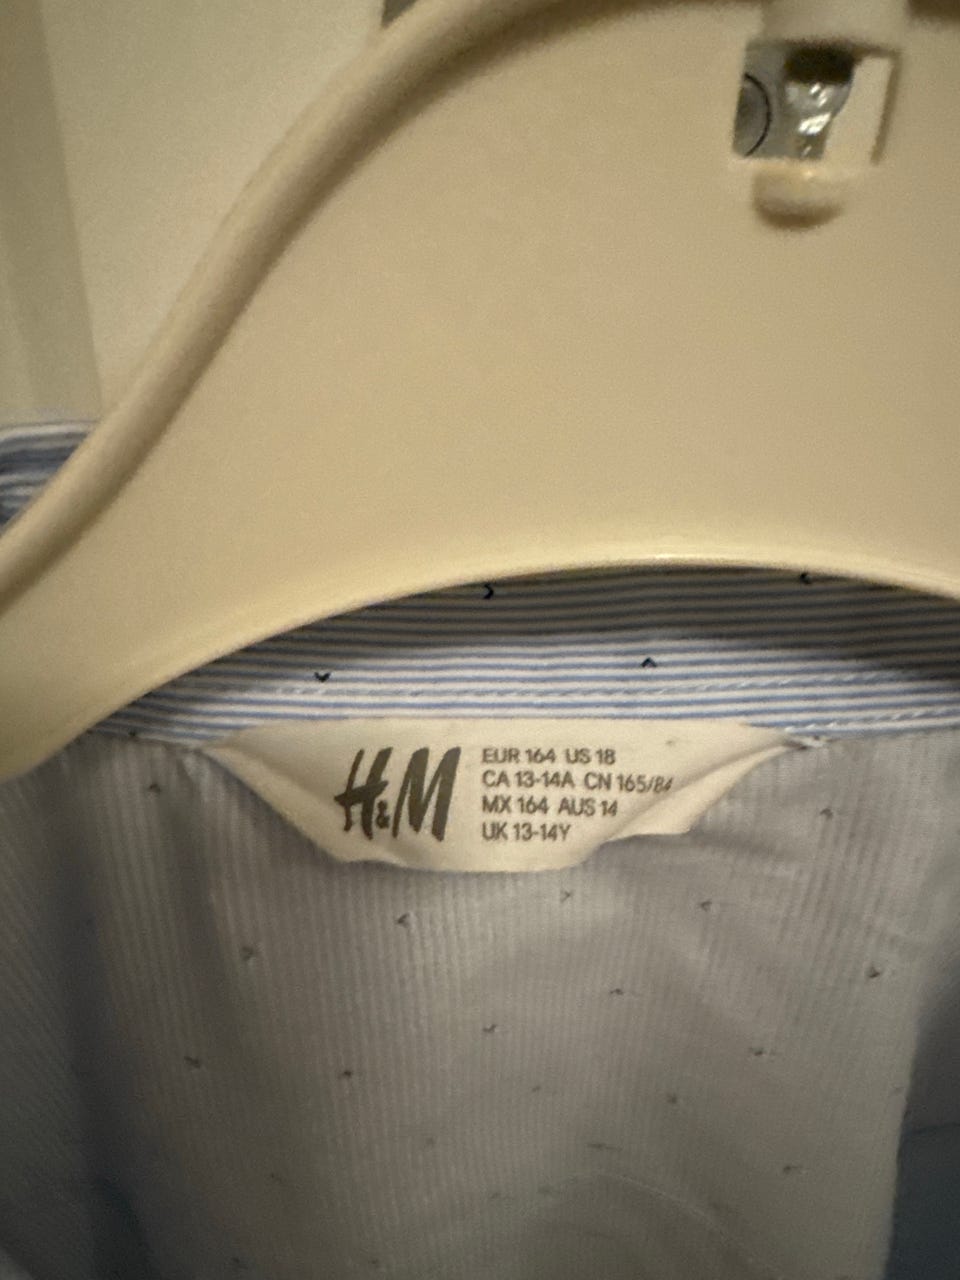 H&M
EUR 164 US 18
CA 13-14A CN 165/84
MX 164 AUS 14
UK 13-14Y